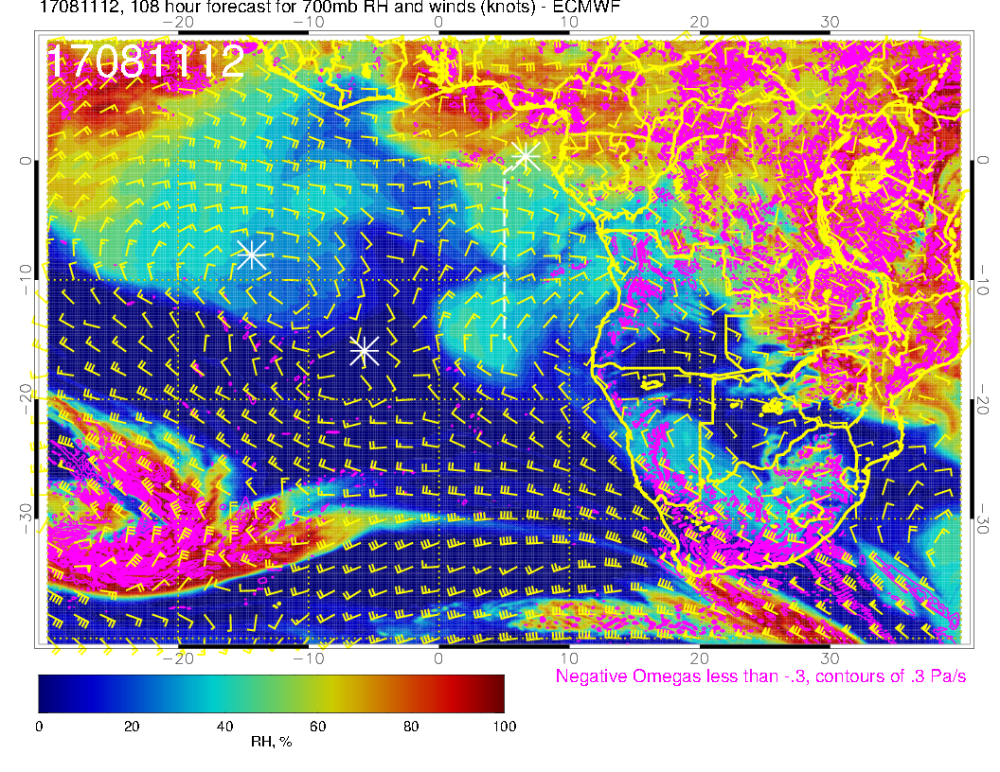 17081112, 108 hour forecast for 700mb RH and winds (knots) - ECMWF
−20 −10 0 10 20 30
17081112
0 0
−10 −10
−20 −20
−30 −30
−20 −10 0 10 20 30
Negative Omegas less than -.3, contours of .3 Pa/s
0 20 40 60 80 100
RH, %